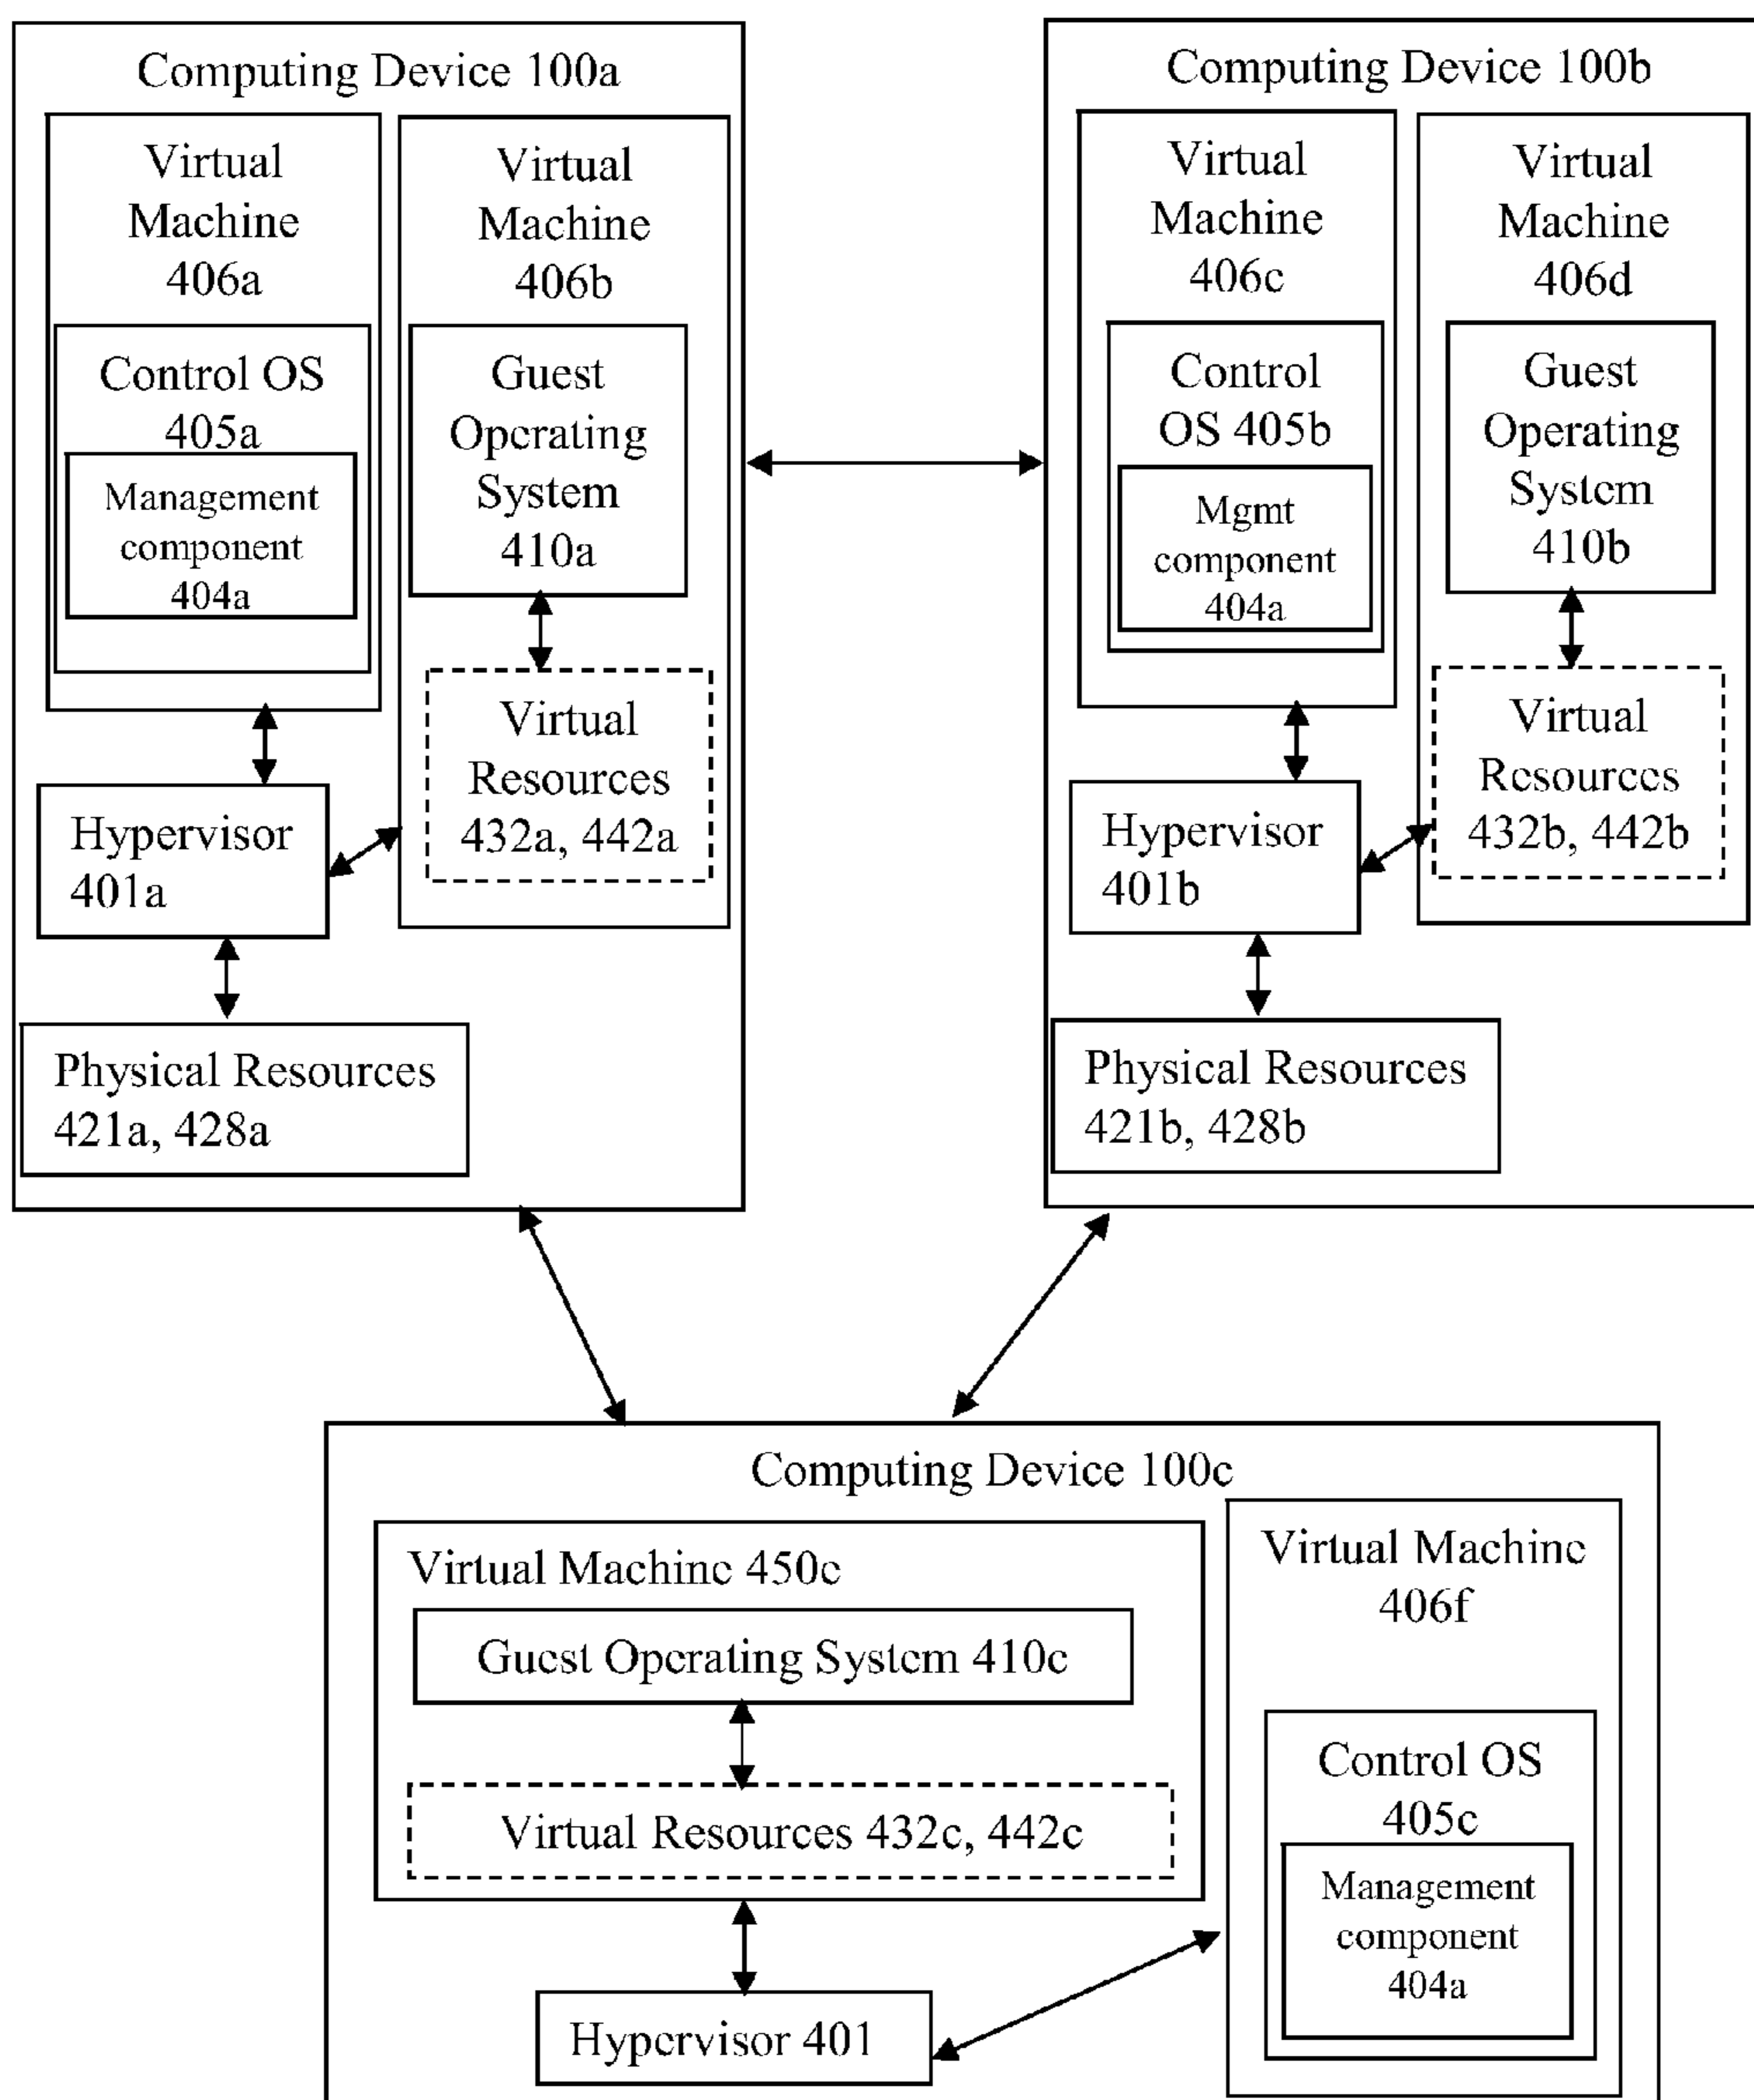 Computing Device 100a
Virtual
Machine
406a
Control OS
405a
Management
component
404a
Virtual
Machine
406b
Guest
Operating
System
410a
Virtual
Resources
432a, 442a
Hypervisor
401a
Physical Resources
421a, 428a
Computing Device 100b
Virtual
Machine
406c
Control
OS 405b
Mgmt
component
404a
Virtual
Machine
406d
Guest
Operating
System
410b
Virtual
Resources
432b, 442b
Hypervisor
401b
Physical Resources
421b, 428b
Computing Device 100c
Virtual Machine 450c
Guest Operating System 410c
Virtual Resources 432c, 442c
Hypervisor 401
Virtual Machine
406f
Control OS
405c
Management
component
404a